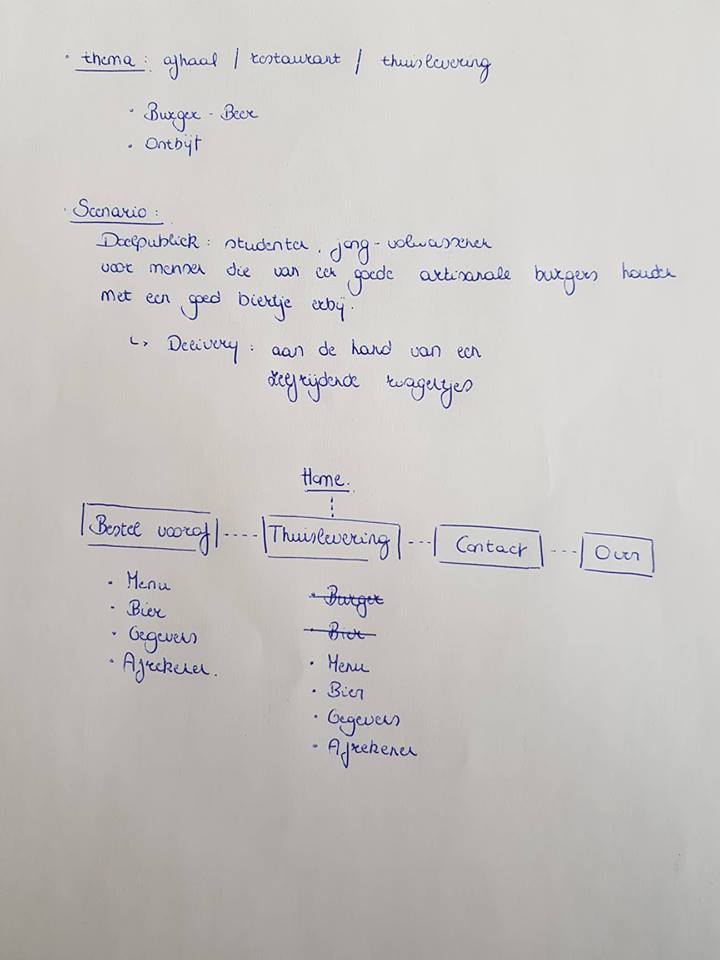 · thema : afhaal / restaurant / thuislevering
· Burger - Beer
· Ontbijt
· Scenario :
Doelpubliek : studenten, jong-volwassenen
voor mensen die van een goede artisanale burgers houden
met een goed biertje erbij.
↳ Delivery : aan de hand van een
zelfrijdende wageltjes
Home.
Bestel vooraf ---- Thuislevering --- Contact --- Over
· Menu
· Bier
· Gegevens
· Afrekenen.
· Burger
· Bier
· Menu
· Bier
· Gegevens
· Afrekenen